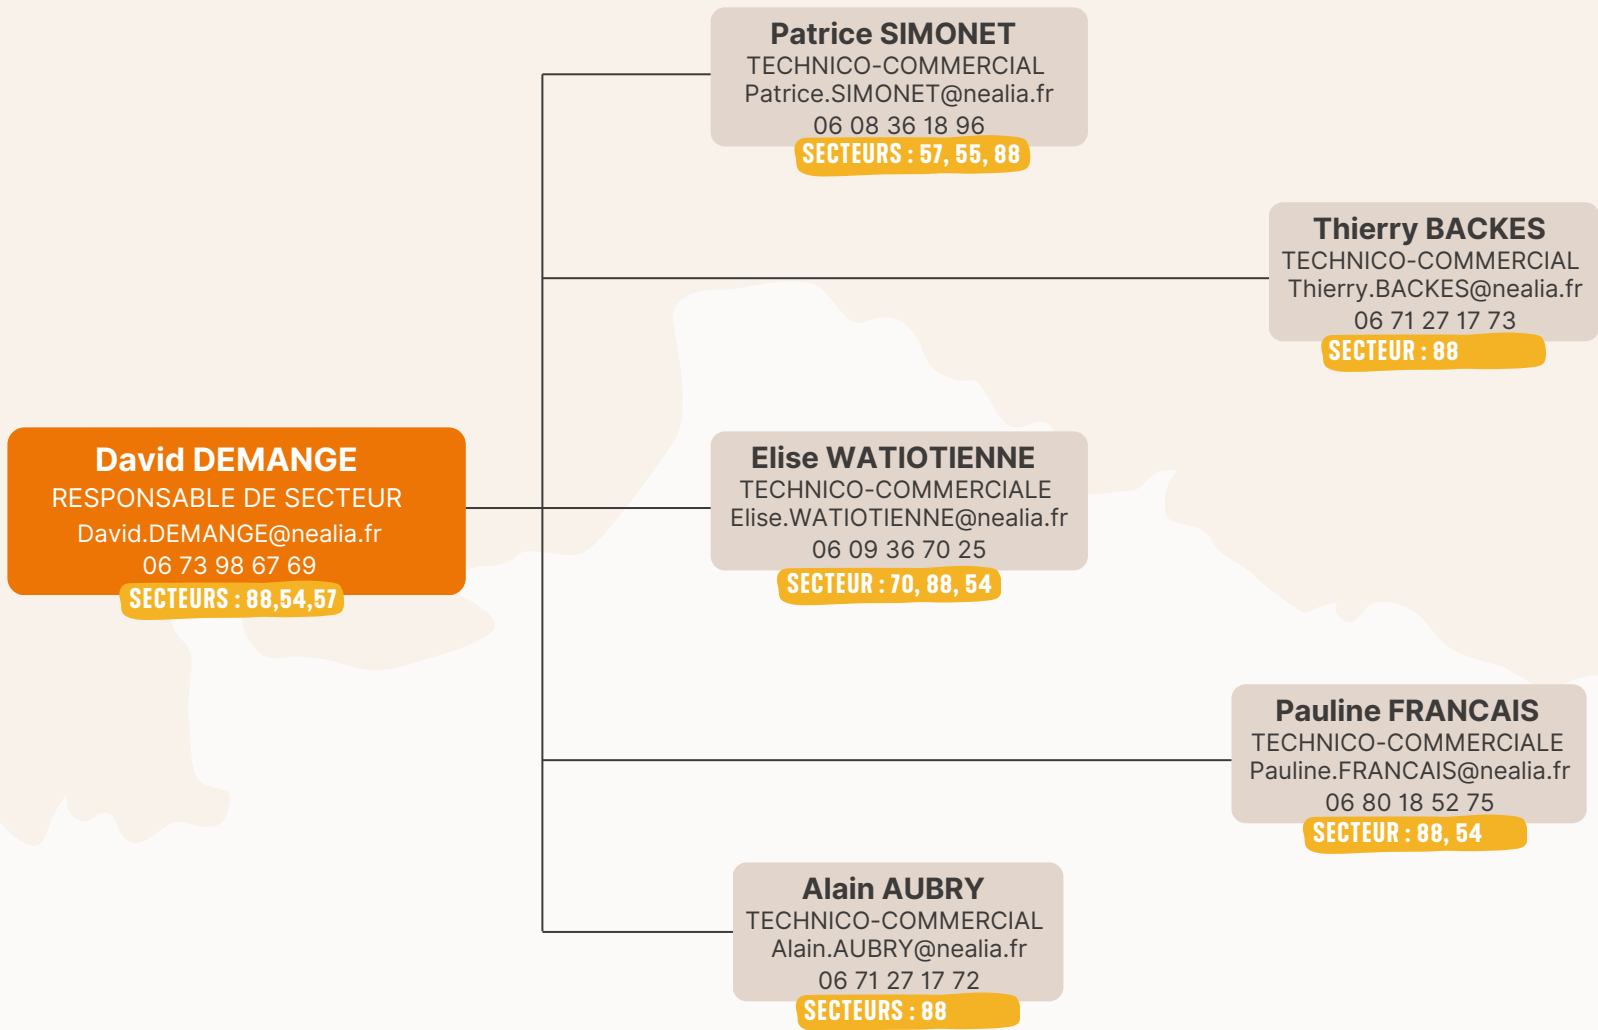 Patrice SIMONET
TECHNICO-COMMERCIAL
Patrice.SIMONET@nealia.fr
06 08 36 18 96
SECTEURS : 57, 55, 88
Thierry BACKES
TECHNICO-COMMERCIAL
Thierry.BACKES@nealia.fr
06 71 27 17 73
SECTEUR : 88
David DEMANGE
RESPONSABLE DE SECTEUR
David.DEMANGE@nealia.fr
06 73 98 67 69
SECTEURS : 88,54,57
Elise WATIOTIENNE
TECHNICO-COMMERCIALE
Elise.WATIOTIENNE@nealia.fr
06 09 36 70 25
SECTEUR : 70, 88, 54
Pauline FRANCAIS
TECHNICO-COMMERCIALE
Pauline.FRANCAIS@nealia.fr
06 80 18 52 75
SECTEUR : 88, 54
Alain AUBRY
TECHNICO-COMMERCIAL
Alain.AUBRY@nealia.fr
06 71 27 17 72
SECTEURS : 88